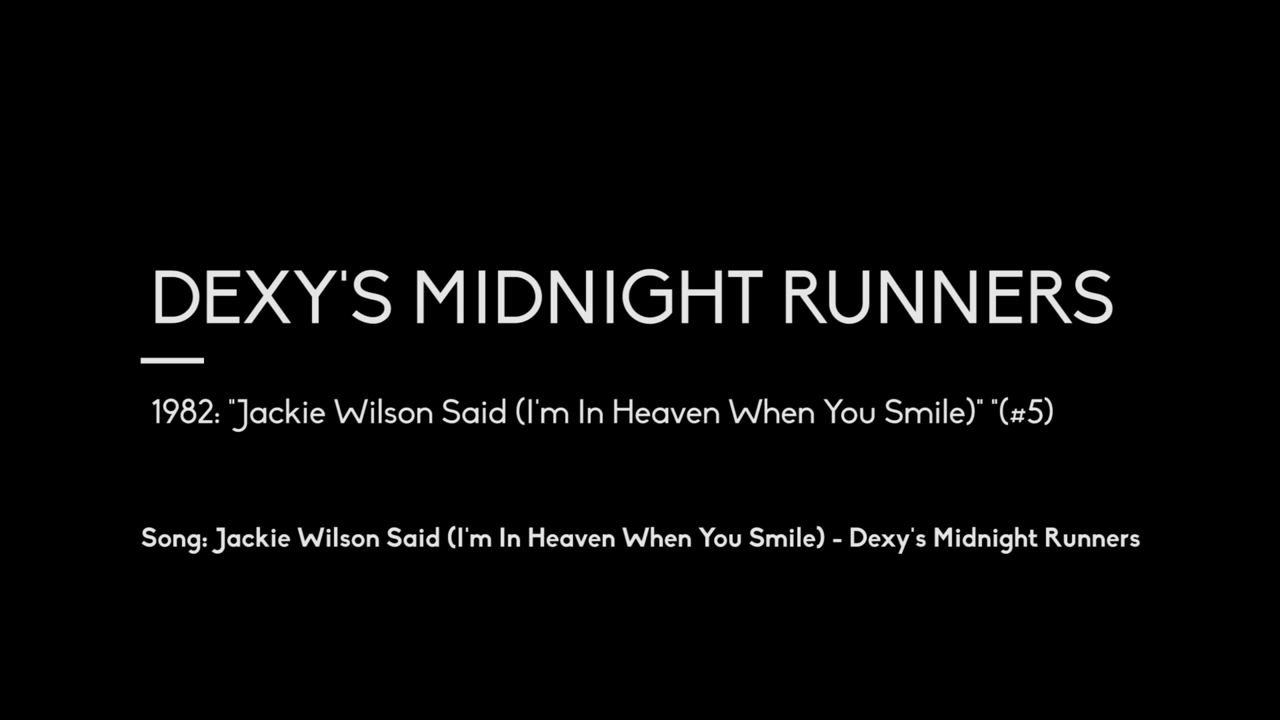 DEXY'S MIDNIGHT RUNNERS
1982: "Jackie Wilson Said (I'm In Heaven When You Smile)" "(#5)
Song: Jackie Wilson Said (I'm In Heaven When You Smile) - Dexy's Midnight Runners